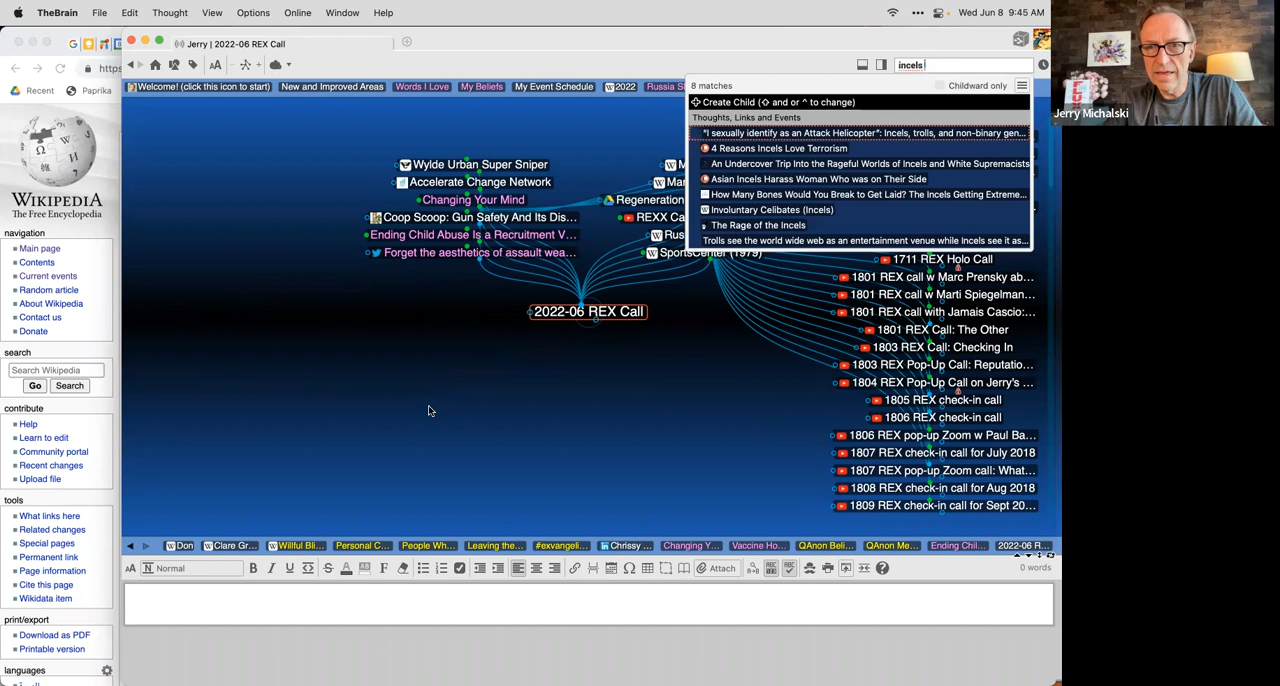 TheBrain File Edit Thought View Options Online Window Help
••• Wed Jun 8 9:45 AM
Jerry | 2022-06 REX Call
https
AA
incels
Recent Paprika
Welcome! (click this icon to start) New and Improved Areas Words I Love My Beliefs My Event Schedule 2022 Russia
8 matches Childward only
Create Child (⇧ and or ^ to change)
Thoughts, Links and Events
"I sexually identify as an Attack Helicopter": Incels, trolls, and non-binary gen...
4 Reasons Incels Love Terrorism
An Undercover Trip Into the Rageful Worlds of Incels and White Supremacists
Asian Incels Harass Woman Who was on Their Side
How Many Bones Would You Break to Get Laid? The Incels Getting Extreme...
Involuntary Celibates (Incels)
The Rage of the Incels
Trolls see the world wide web as an entertainment venue while Incels see it as...
Jerry Michalski
WIKIPEDIA
The Free Encyclopedia
Wylde Urban Super Sniper
Accelerate Change Network
Changing Your Mind
Coop Scoop: Gun Safety And Its Dis...
Ending Child Abuse Is a Recruitment V...
Forget the aesthetics of assault wea...
Regeneration
REXX Ca
Rus
SportsCenter (1979)
2022-06 REX Call
1711 REX Holo Call
1801 REX call w Marc Prensky ab...
1801 REX call w Marti Spiegelman...
1801 REX call with Jamais Cascio:...
1801 REX Call: The Other
1803 REX Call: Checking In
1803 REX Pop-Up Call: Reputatio...
1804 REX Pop-Up Call on Jerry's ...
1805 REX check-in call
1806 REX check-in call
1806 REX pop-up Zoom w Paul Ba...
1807 REX check-in call for July 2018
1807 REX pop-up Zoom call: What...
1808 REX check-in call for Aug 2018
1809 REX check-in call for Sept 20...
navigation
Main page
Contents
Current events
Random article
About Wikipedia
Community portal
Donate
search
Search Wikipedia
Go Search
contribute
Help
Learn to edit
Community portal
Recent changes
Upload file
tools
What links here
Related changes
Special pages
Permanent link
Page information
Cite this page
Wikidata item
print/export
Download as PDF
Printable version
languages
Don Clare Gr... Willful Bli... Personal C... People Wh... Leaving the... #exvangeli... Chrissy ... Changing Y... Vaccine Ho... QAnon Beli... QAnon Me... Ending Chil... 2022-06 R...
AA N Normal B I U S A F Attach 0 words